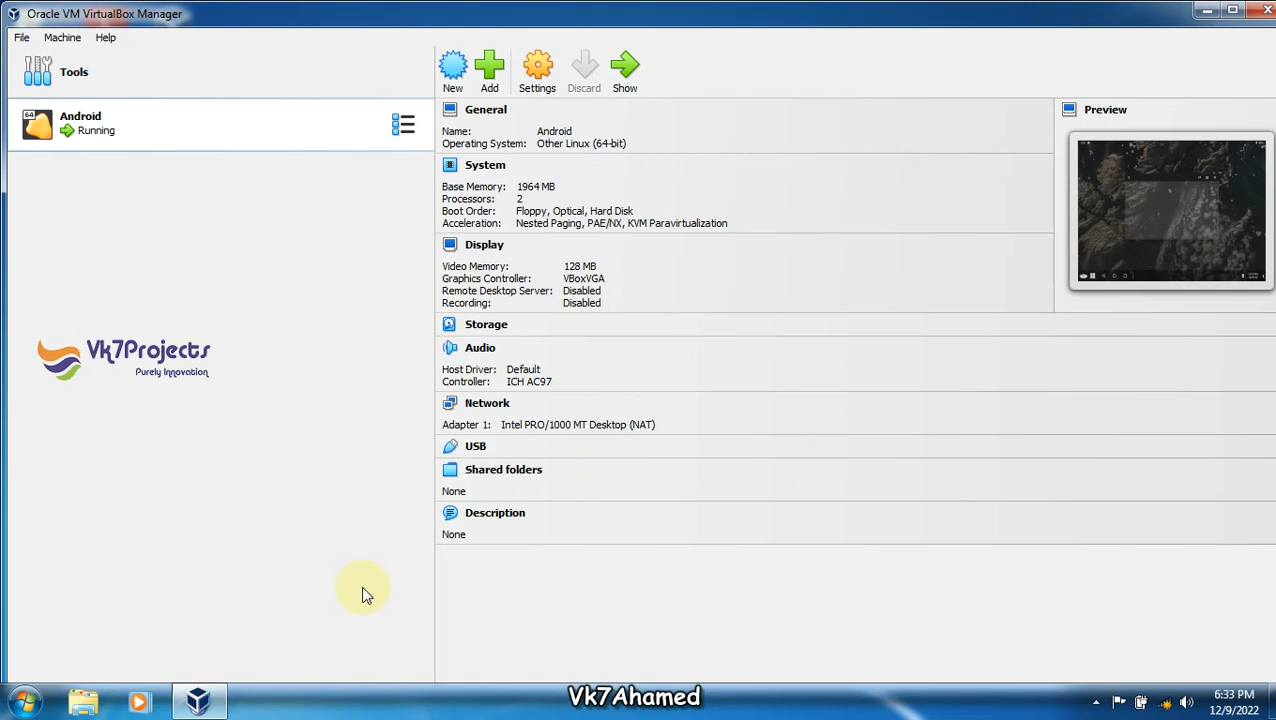 Oracle VM VirtualBox Manager
File Machine Help
Tools
New Add Settings Discard Show
64
Android
Running
General
Name: Android
Operating System: Other Linux (64-bit)
Preview
System
Base Memory: 1964 MB
Processors: 2
Boot Order: Floppy, Optical, Hard Disk
Acceleration: Nested Paging, PAE/NX, KVM Paravirtualization
Display
Video Memory: 128 MB
Graphics Controller: VBoxVGA
Remote Desktop Server: Disabled
Recording: Disabled
Storage
Audio
Host Driver: Default
Controller: ICH AC97
Network
Adapter 1: Intel PRO/1000 MT Desktop (NAT)
USB
Shared folders
None
Description
None
Vk7Projects
Purely Innovation
Vk7Ahamed
6:33 PM
12/9/2022